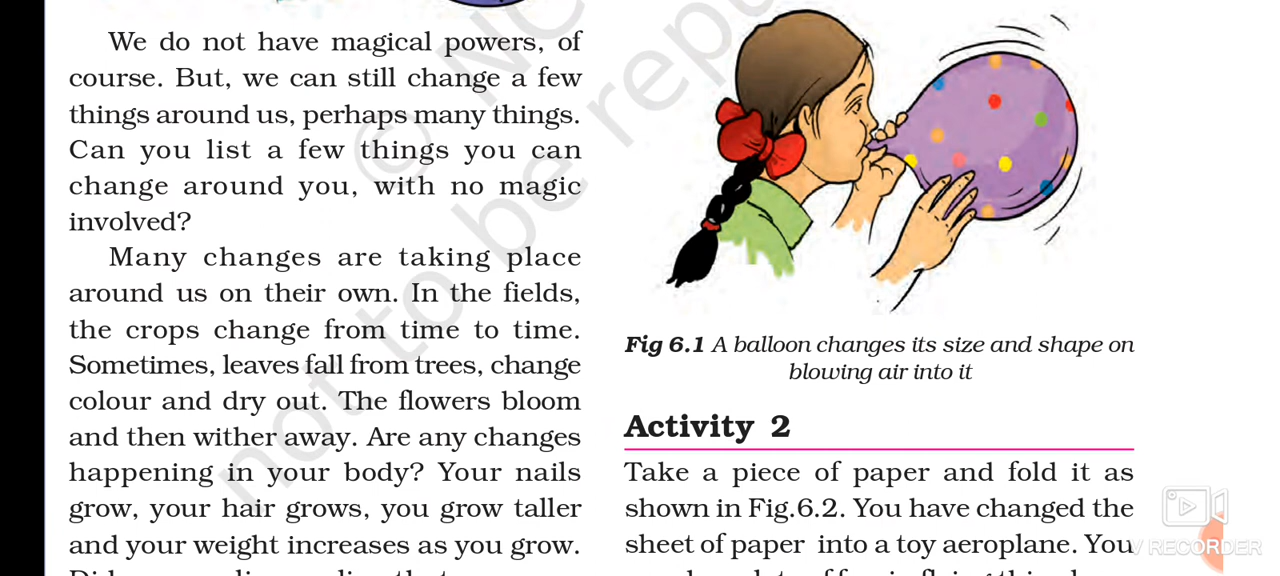 We do not have magical powers, of
course. But, we can still change a few
things around us, perhaps many things.
Can you list a few things you can
change around you, with no magic
involved?
Many changes are taking place
around us on their own. In the fields,
the crops change from time to time.
Sometimes, leaves fall from trees, change
colour and dry out. The flowers bloom
and then wither away. Are any changes
happening in your body? Your nails
grow, your hair grows, you grow taller
and your weight increases as you grow.
Fig 6.1 A balloon changes its size and shape on
blowing air into it
Activity 2
Take a piece of paper and fold it as
shown in Fig.6.2. You have changed the
sheet of paper into a toy aeroplane. You
© NC
not to be repu
V RECORDER